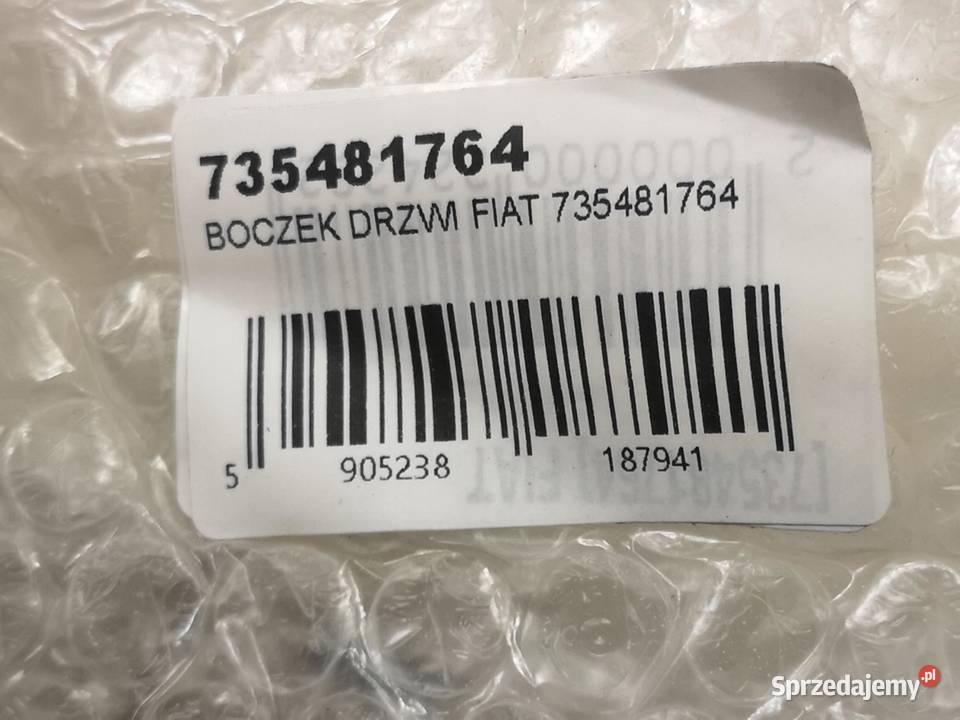 735481764
BOCZEK DRZWI FIAT 735481764
5 905238 187941
Sprzedajemy.pl